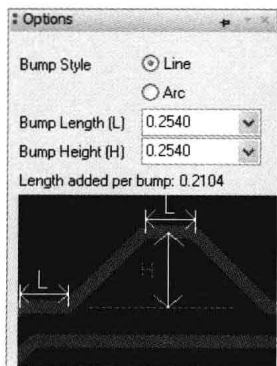 Options
Bump Style
Line
Arc
Bump Length (L) 0.2540
Bump Height (H) 0.2540
Length added per bump: 0.2104
L
H
L